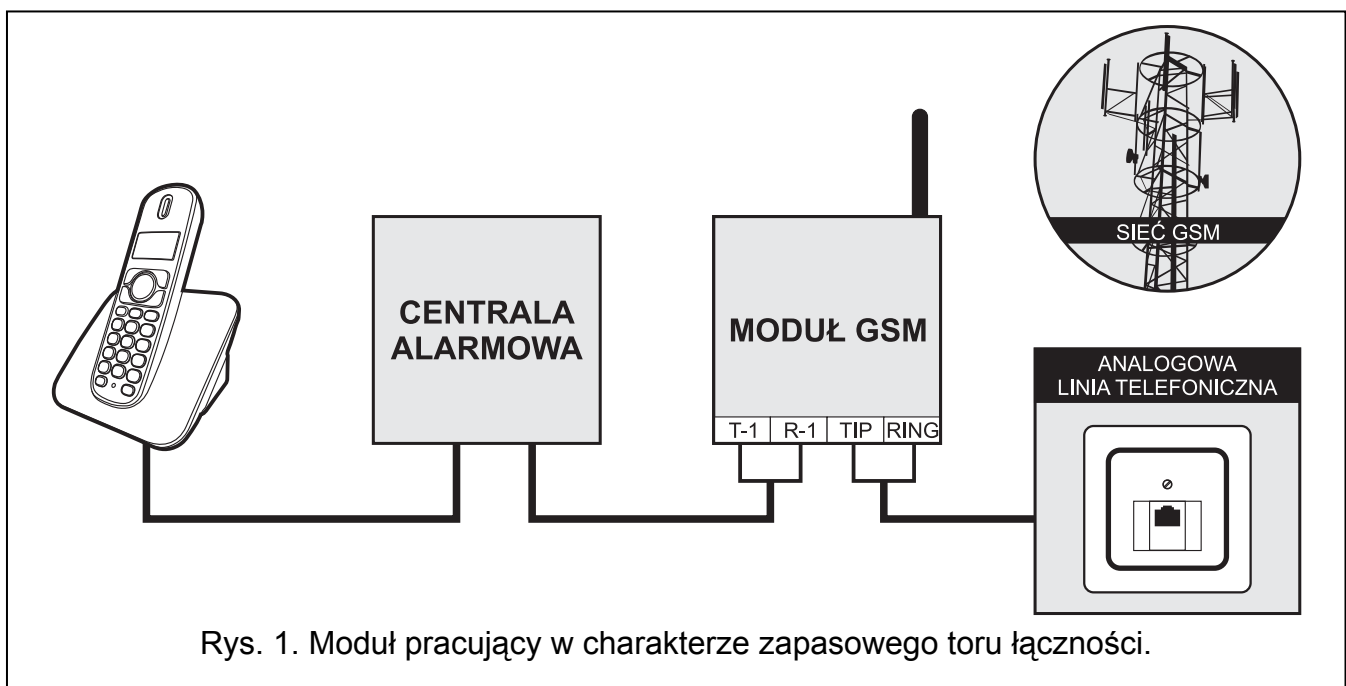 SIEĆ GSM
CENTRALA
ALARMOWA
MODUŁ GSM
T-1 R-1 TIP RING
ANALOGOWA
LINIA TELEFONICZNA
Rys. 1. Moduł pracujący w charakterze zapasowego toru łączności.